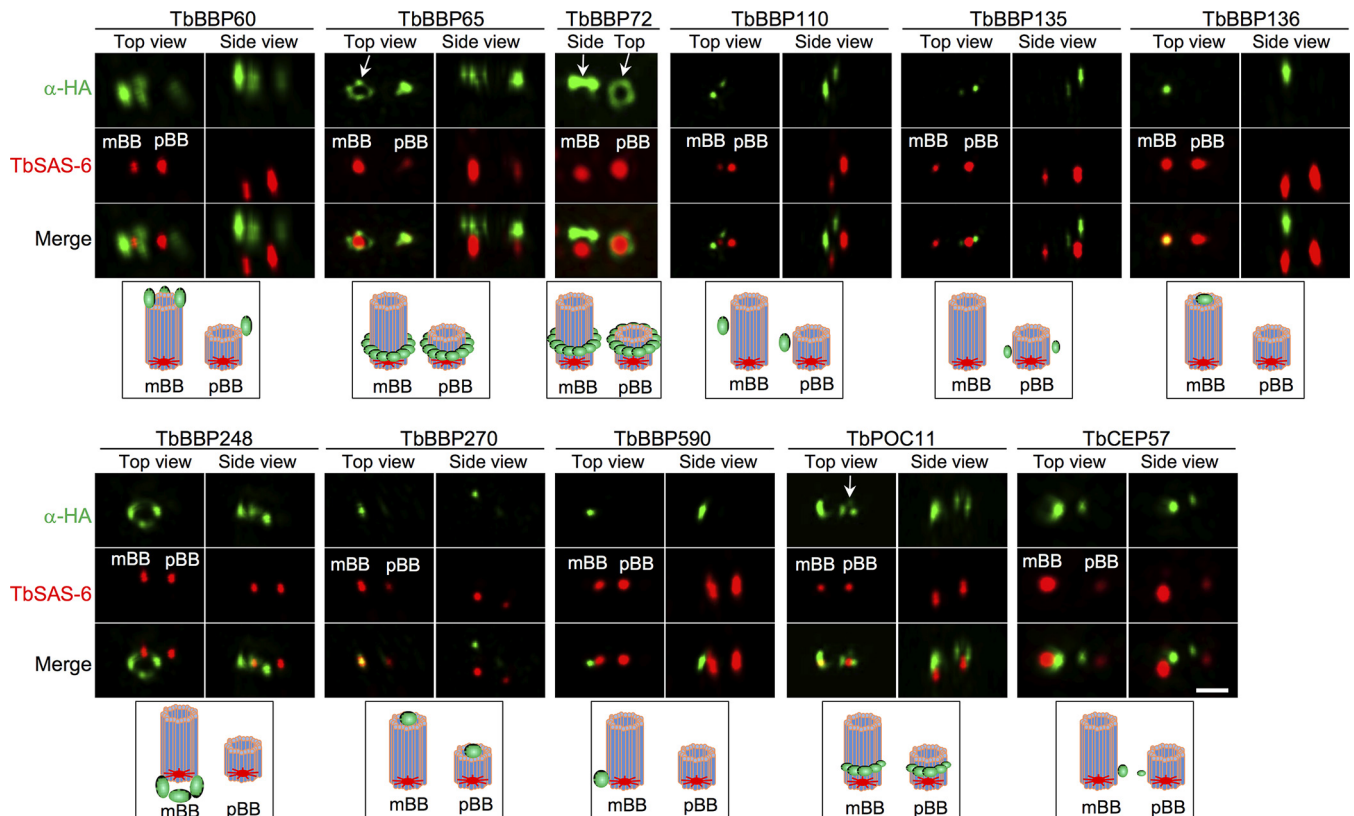 TbBBP60 TbBBP65 TbBBP72 TbBBP110 TbBBP135 TbBBP136
Top view Side view Top view Side view Side Top Top view Side view Top view Side view Top view Side view
α-HA
TbSAS-6 mBB pBB mBB pBB mBB pBB mBB pBB mBB pBB mBB pBB
Merge
mBB pBB mBB pBB mBB pBB mBB pBB mBB pBB mBB pBB
TbBBP248 TbBBP270 TbBBP590 TbPOC11 TbCEP57
Top view Side view Top view Side view Top view Side view Top view Side view Top view Side view
α-HA
TbSAS-6 mBB pBB mBB pBB mBB pBB mBB pBB mBB pBB
Merge
mBB pBB mBB pBB mBB pBB mBB pBB mBB pBB